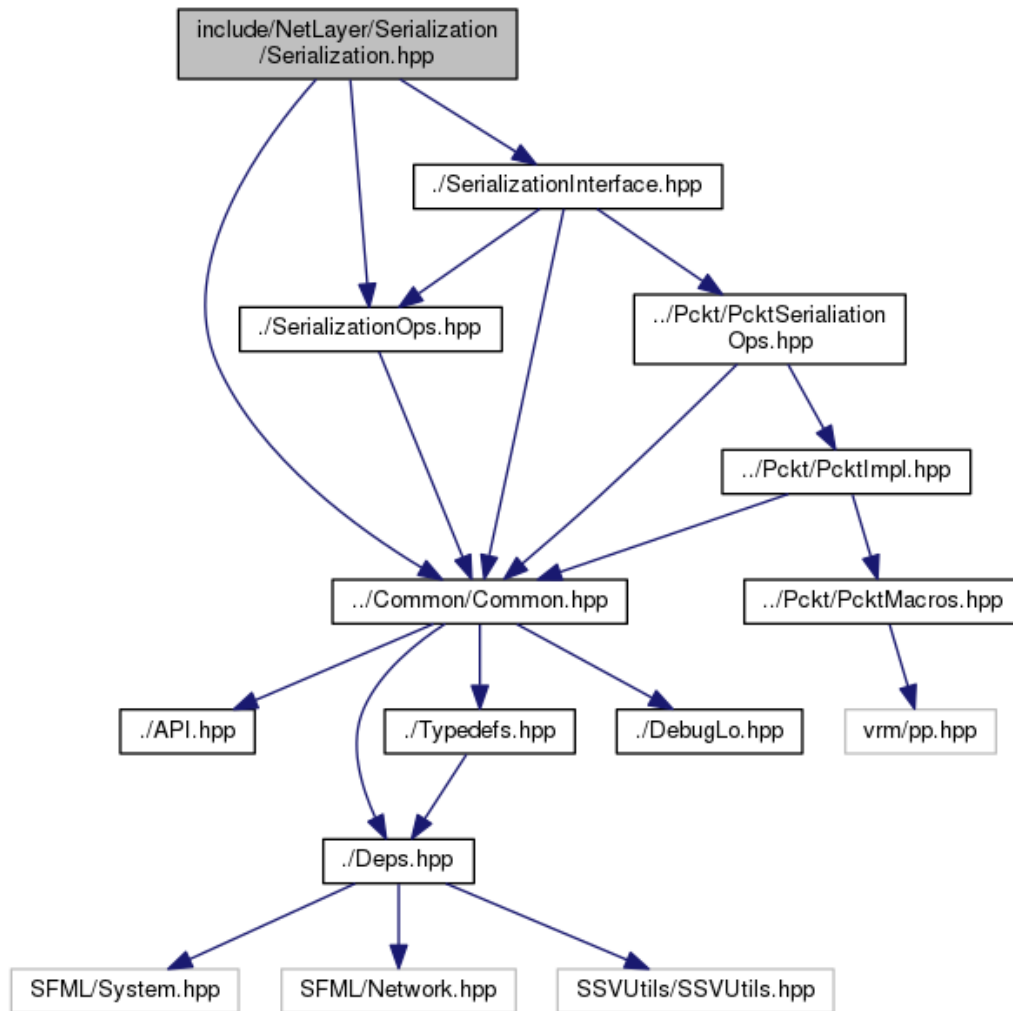 include/NetLayer/Serialization
/Serialization.hpp
./SerializationInterface.hpp
./SerializationOps.hpp
../Pckt/PcktSerialiation
Ops.hpp
../Pckt/PcktImpl.hpp
../Common/Common.hpp
../Pckt/PcktMacros.hpp
./API.hpp
./Typedefs.hpp
./DebugLo.hpp
vrm/pp.hpp
./Deps.hpp
SFML/System.hpp
SFML/Network.hpp
SSVUtils/SSVUtils.hpp